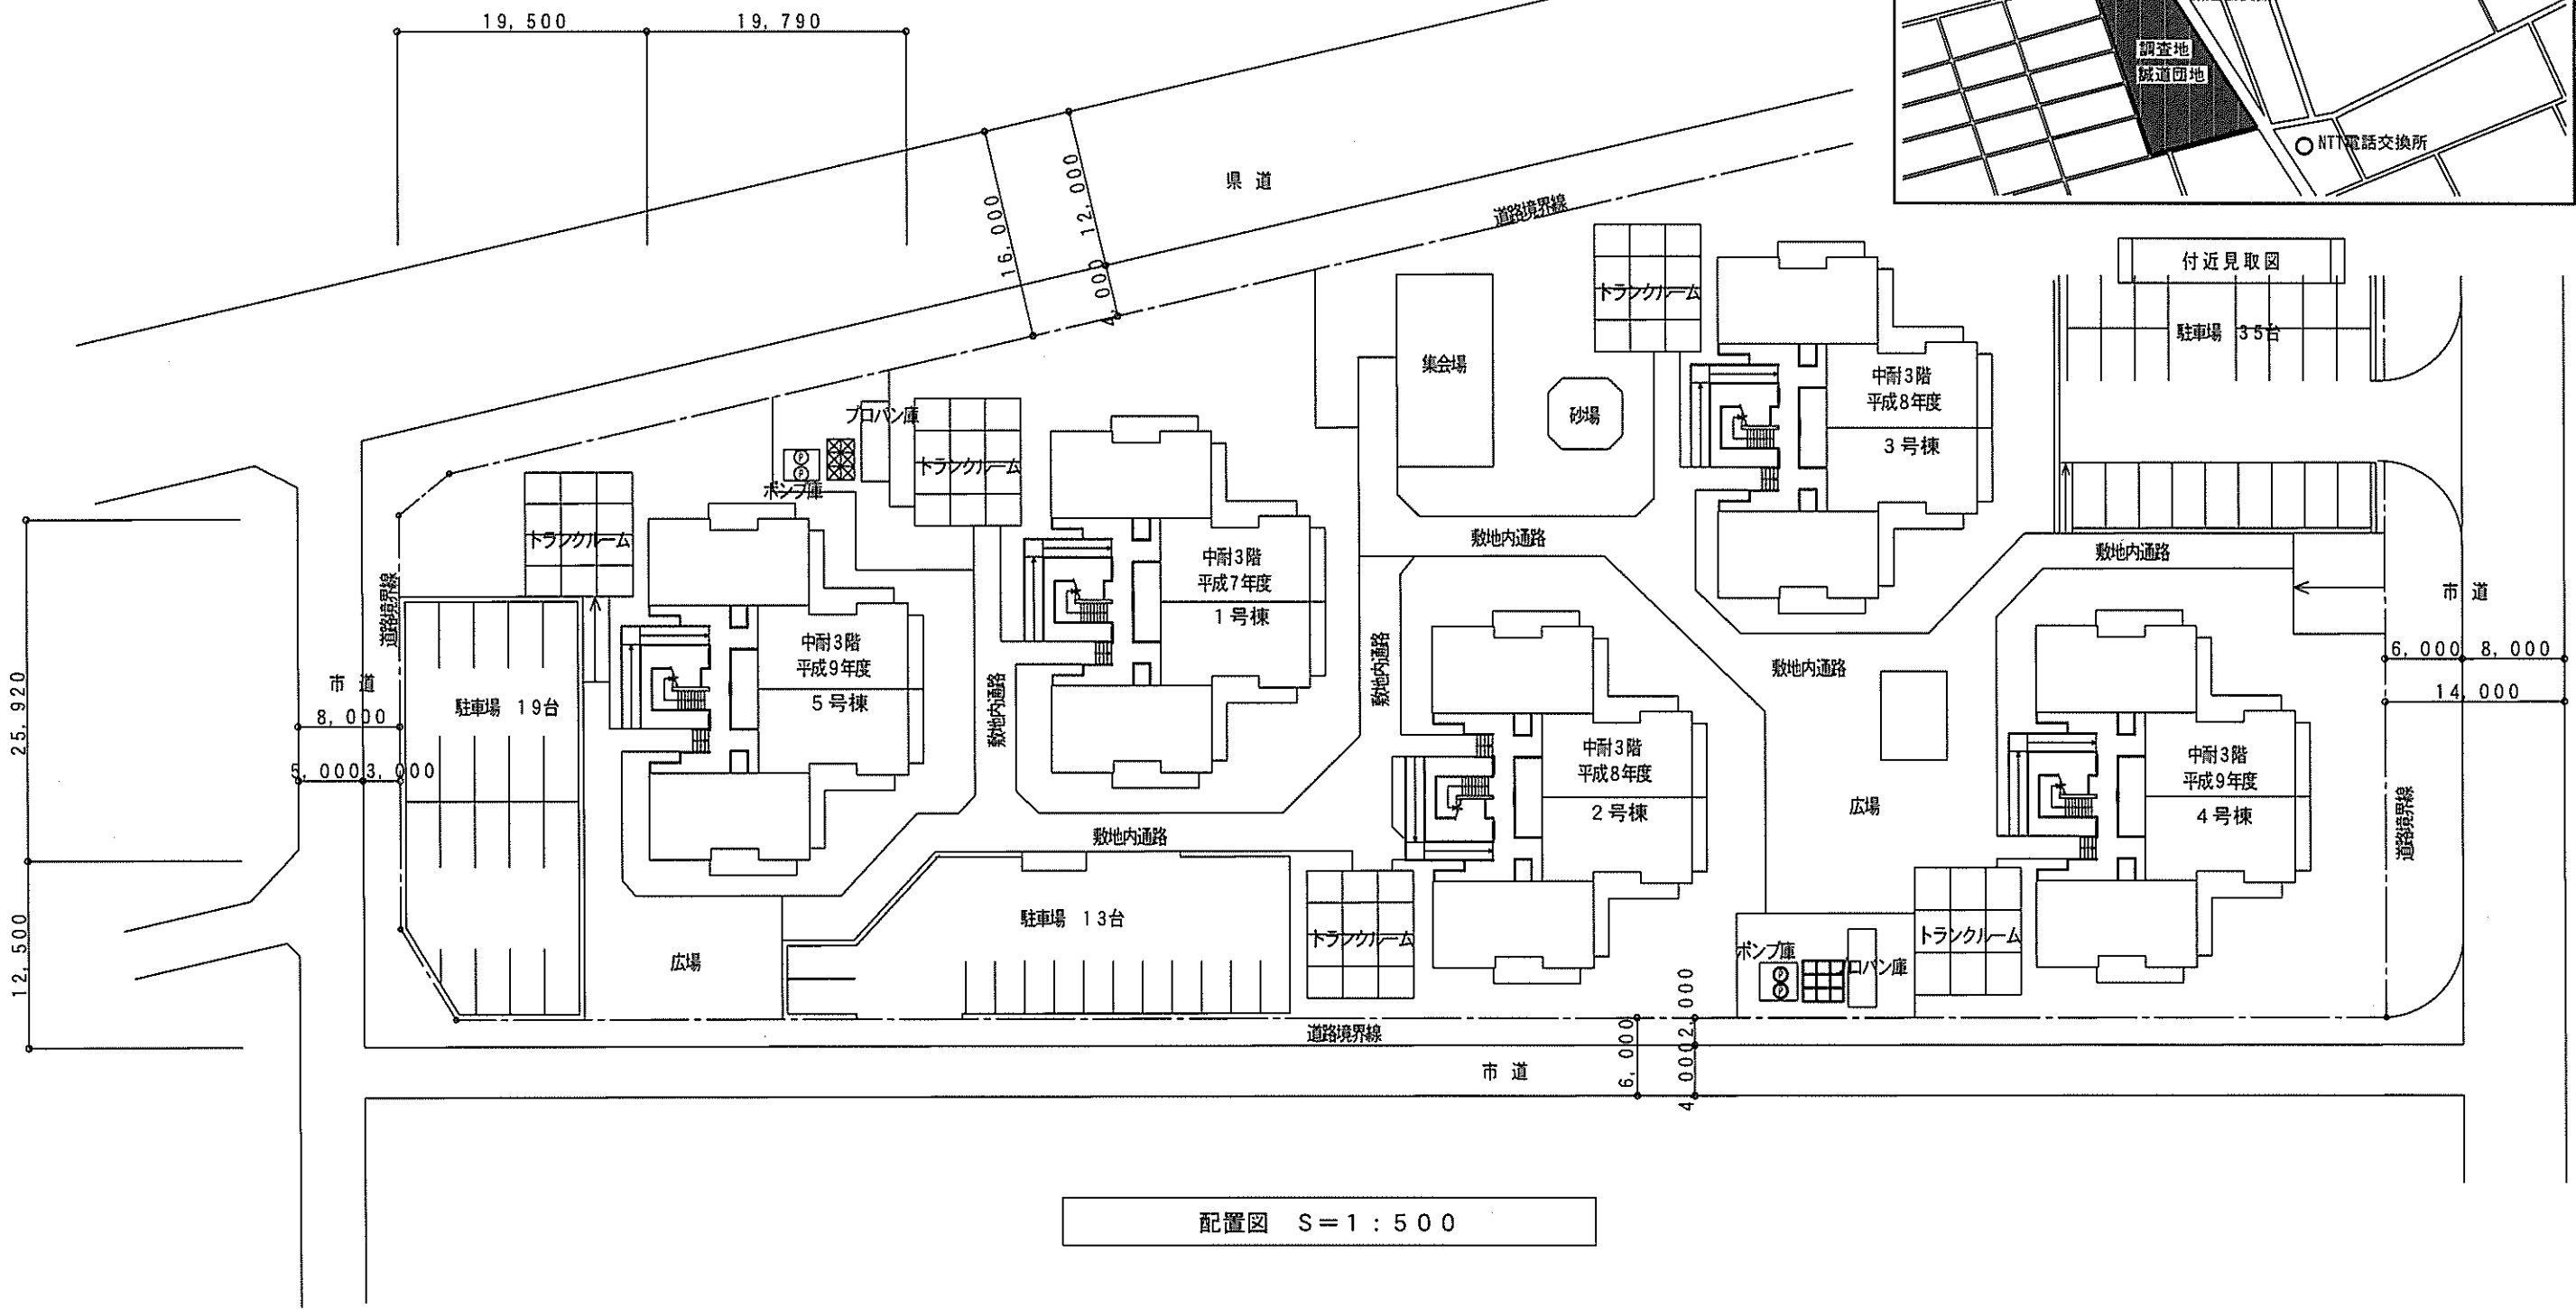 19,500
19,790
調査地
誠道団地
NTT電話交換所
付近見取図
県 道
道路境界線
16,000
12,000
4,000
トランクルーム
集会場
砂場
中耐3階
平成8年度
3号棟
駐車場 35台
プロパン庫
ポンプ庫
トランクルーム
トランクルーム
道路境界線
中耐3階
平成7年度
1号棟
敷地内通路
敷地内通路
市 道
6,000
8,000
14,000
25,920
12,500
市 道
8,000
5,000
3,000
駐車場 19台
中耐3階
平成9年度
5号棟
敷地内通路
敷地内通路
敷地内通路
中耐3階
平成8年度
2号棟
広場
中耐3階
平成9年度
4号棟
道路境界線
敷地内通路
駐車場 13台
広場
トランクルーム
ポンプ庫
プロパン庫
トランクルーム
道路境界線
市 道
6,000
2,000
4,000
配置図 S=1:500